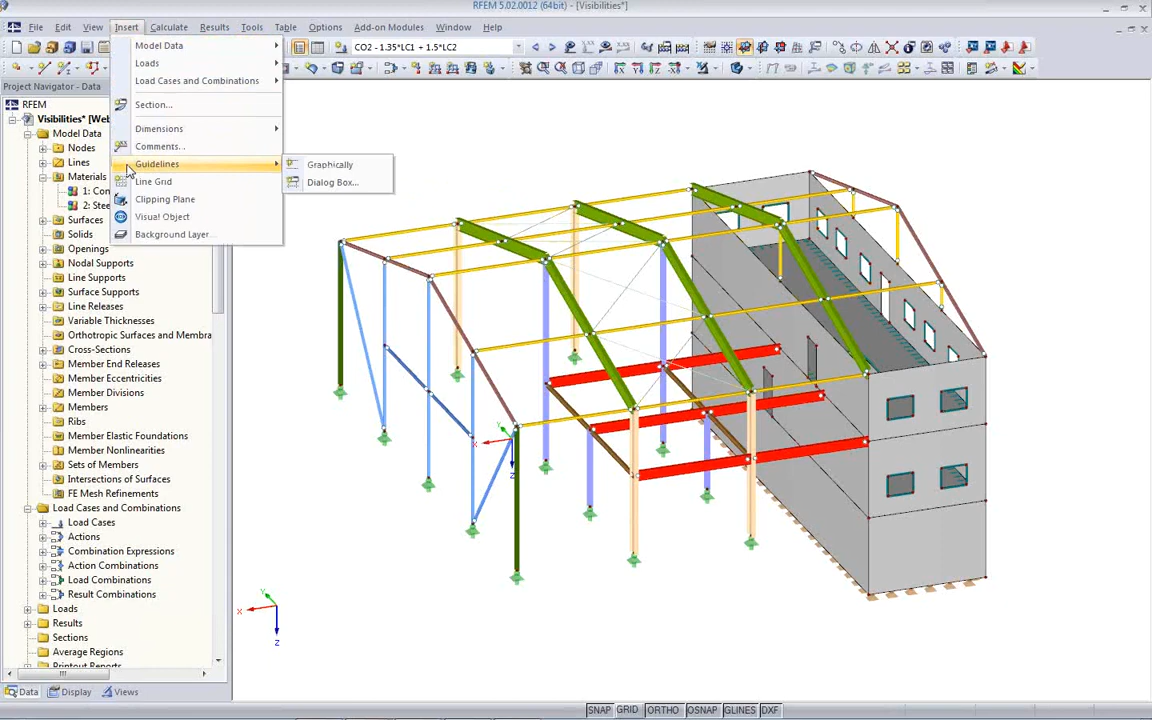 RFEM 5.02.0012 (64bit) - [Visibilities*]
File Edit View Insert Calculate Results Tools Table Options Add-on Modules Window Help
CO2 - 1.35*LC1 + 1.5*LC2
Project Navigator - Data
RFEM
Visibilities* [Web
Model Data
Nodes
Lines
Materials
1: Con
2: Stee
Surfaces
Solids
Openings
Nodal Supports
Line Supports
Surface Supports
Line Releases
Variable Thicknesses
Orthotropic Surfaces and Membra
Cross-Sections
Member End Releases
Member Eccentricities
Member Divisions
Members
Ribs
Member Elastic Foundations
Member Nonlinearities
Sets of Members
Intersections of Surfaces
FE Mesh Refinements
Load Cases and Combinations
Load Cases
Actions
Combination Expressions
Action Combinations
Load Combinations
Result Combinations
Loads
Results
Sections
Average Regions
Printout Reports
Data Display Views
Model Data
Loads
Load Cases and Combinations
Section...
Dimensions
Comments...
Guidelines
Line Grid
Clipping Plane
Visual Object
Background Layer...
Graphically
Dialog Box...
X
Y
Z
X
Y
Z
SNAP GRID ORTHO OSNAP GLINES DXF